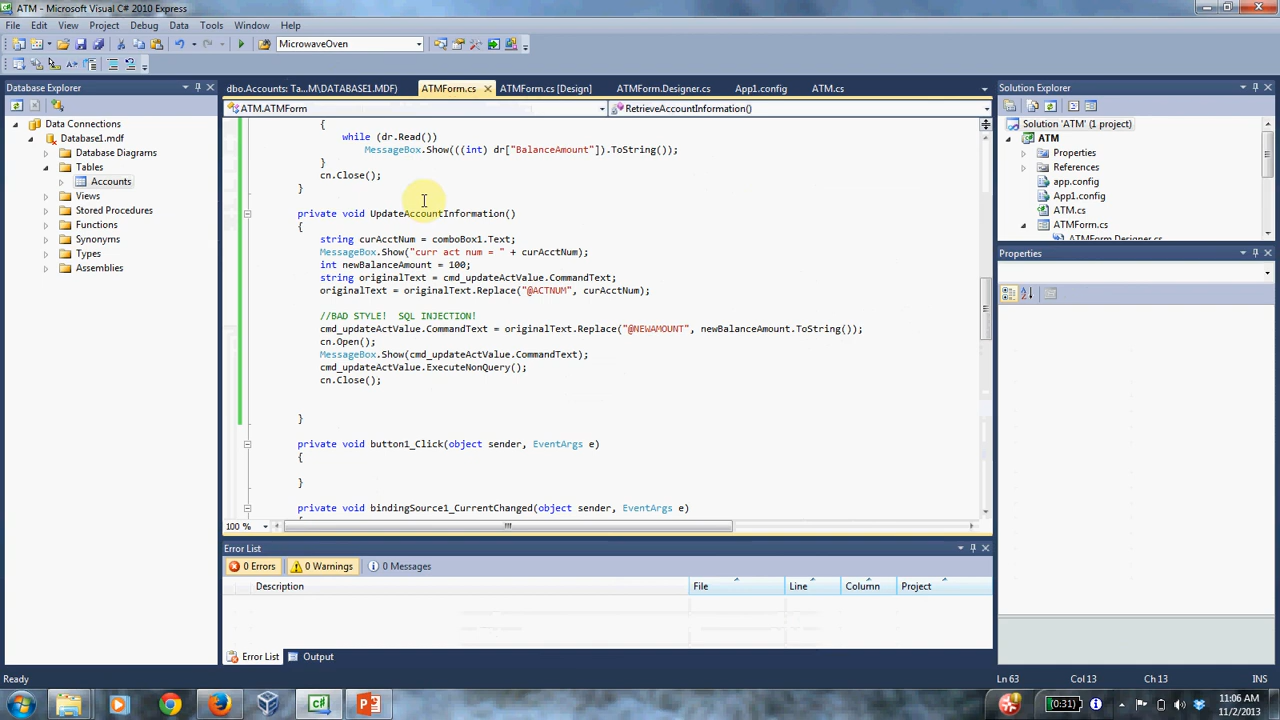 ATM - Microsoft Visual C# 2010 Express
File Edit View Project Debug Data Tools Window Help
MicrowaveOven
Database Explorer
Data Connections
Database1.mdf
Database Diagrams
Tables
Accounts
Views
Stored Procedures
Functions
Synonyms
Types
Assemblies
dbo.Accounts: Ta...M\DATABASE1.MDF) ATMForm.cs ATMForm.cs [Design] ATMForm.Designer.cs App1.config ATM.cs
ATM.ATMForm RetrieveAccountInformation()
{
while (dr.Read())
MessageBox.Show(((int) dr["BalanceAmount"]).ToString());
}
cn.Close();
}
private void UpdateAccountInformation()
{
string curAcctNum = comboBox1.Text;
MessageBox.Show("curr act num = " + curAcctNum);
int newBalanceAmount = 100;
string originalText = cmd_updateActValue.CommandText;
originalText = originalText.Replace("@ACTNUM", curAcctNum);
//BAD STYLE! SQL INJECTION!
cmd_updateActValue.CommandText = originalText.Replace("@NEWAMOUNT", newBalanceAmount.ToString());
cn.Open();
MessageBox.Show(cmd_updateActValue.CommandText);
cmd_updateActValue.ExecuteNonQuery();
cn.Close();
}
private void button1_Click(object sender, EventArgs e)
{
}
private void bindingSource1_CurrentChanged(object sender, EventArgs e)
100 %
Error List
0 Errors 0 Warnings 0 Messages
Description File Line Column Project
Error List Output
Solution Explorer
Solution 'ATM' (1 project)
ATM
Properties
References
app.config
App1.config
ATM.cs
ATMForm.cs
ATMForm.Designer.cs
Properties
Ready Ln 63 Col 13 Ch 13 INS
(0:31)
11:06 AM
11/2/2013